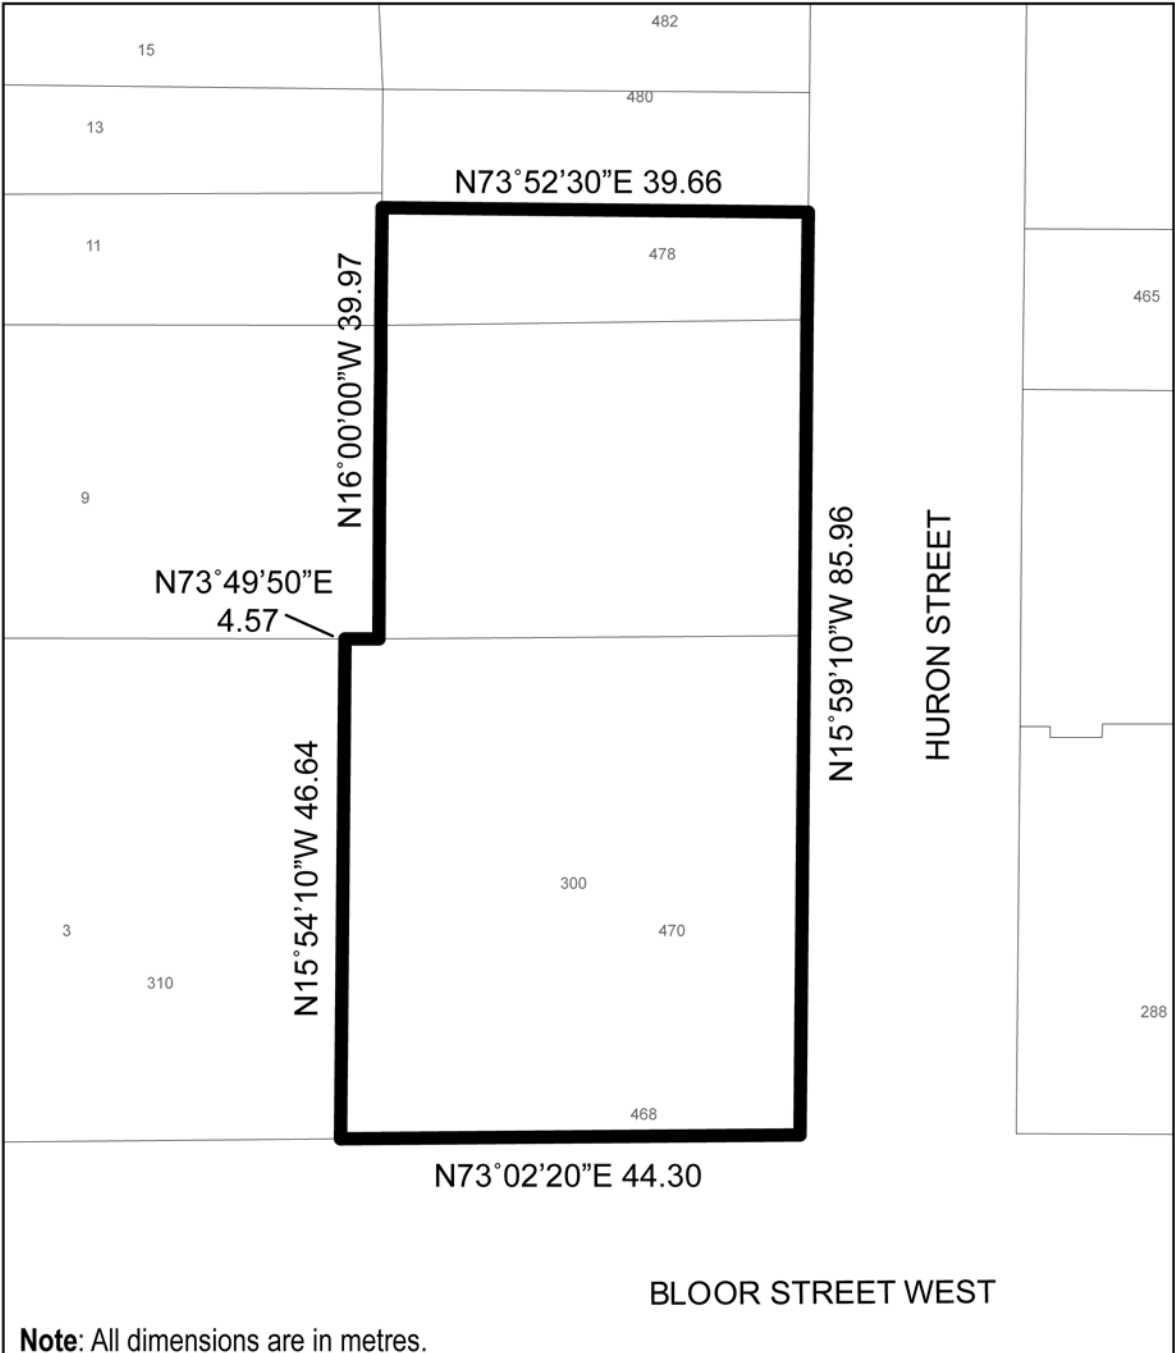 482
15
480
13
N73˚52’30”E 39.66
11
478
465
N16˚00’00”W 39.97
9
N73˚49’50”E
4.57
N15˚59’10”W 85.96
HURON STREET
N15˚54’10”W 46.64
300
3
470
310
288
468
N73˚02’20”E 44.30
BLOOR STREET WEST
Note: All dimensions are in metres.